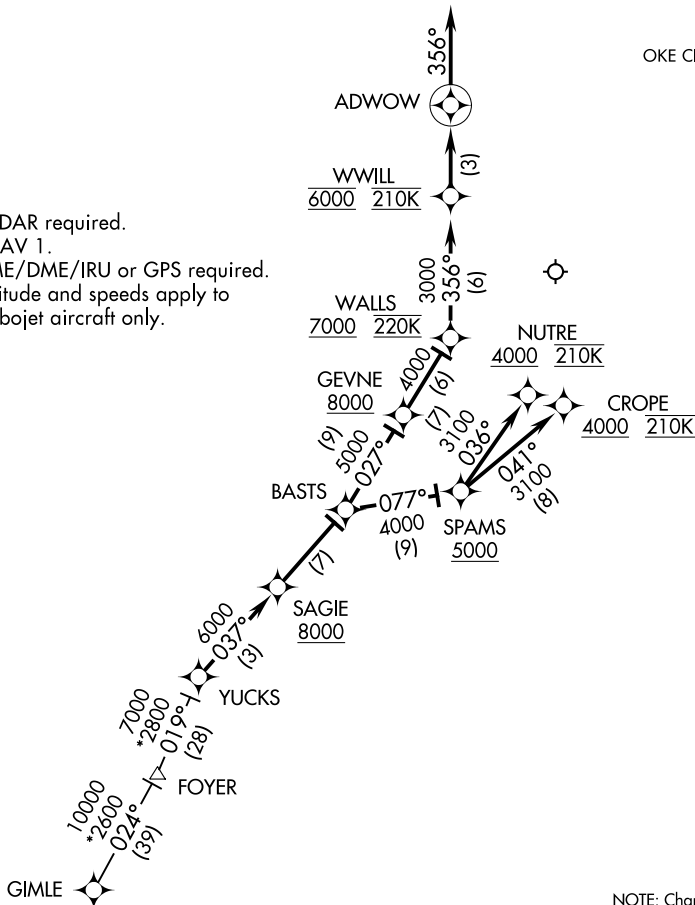 356°
OKE C
ADWOW
(3)
WWILL
6000 210K
DAR required.
AV 1.
ME/DME/IRU or GPS required.
itude and speeds apply to
bojet aircraft only.
3000
356°
(6)
WALLS
7000 220K
NUTRE
4000 210K
4000
(6)
GEVNE
8000
CROPE
4000 210K
(7)
3100
036°
(9)
5000
027°
041°
3100
(8)
BASTS
077°
4000
(9)
SPAMS
5000
(7)
SAGIE
8000
6000
037°
(3)
YUCKS
7000
*2800
019°
(28)
FOYER
10000
*2600
024°
(39)
GIMLE
NOTE: Cha